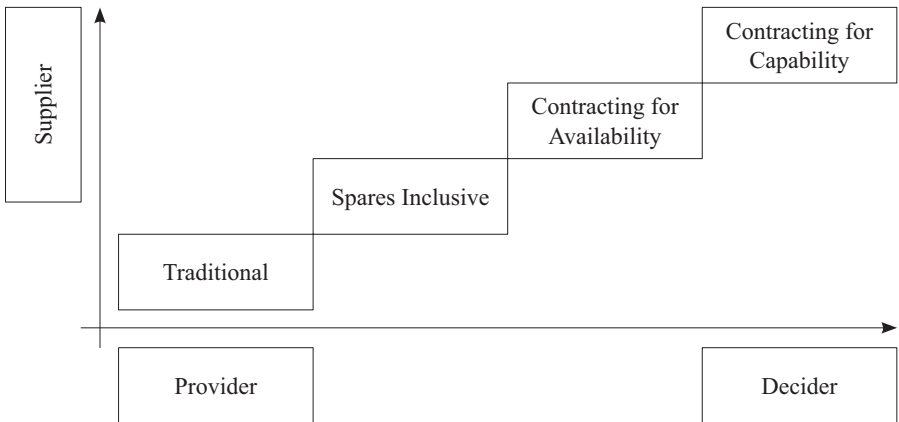 Supplier
Contracting for
Capability
Contracting for
Availability
Spares Inclusive
Traditional
Provider
Decider